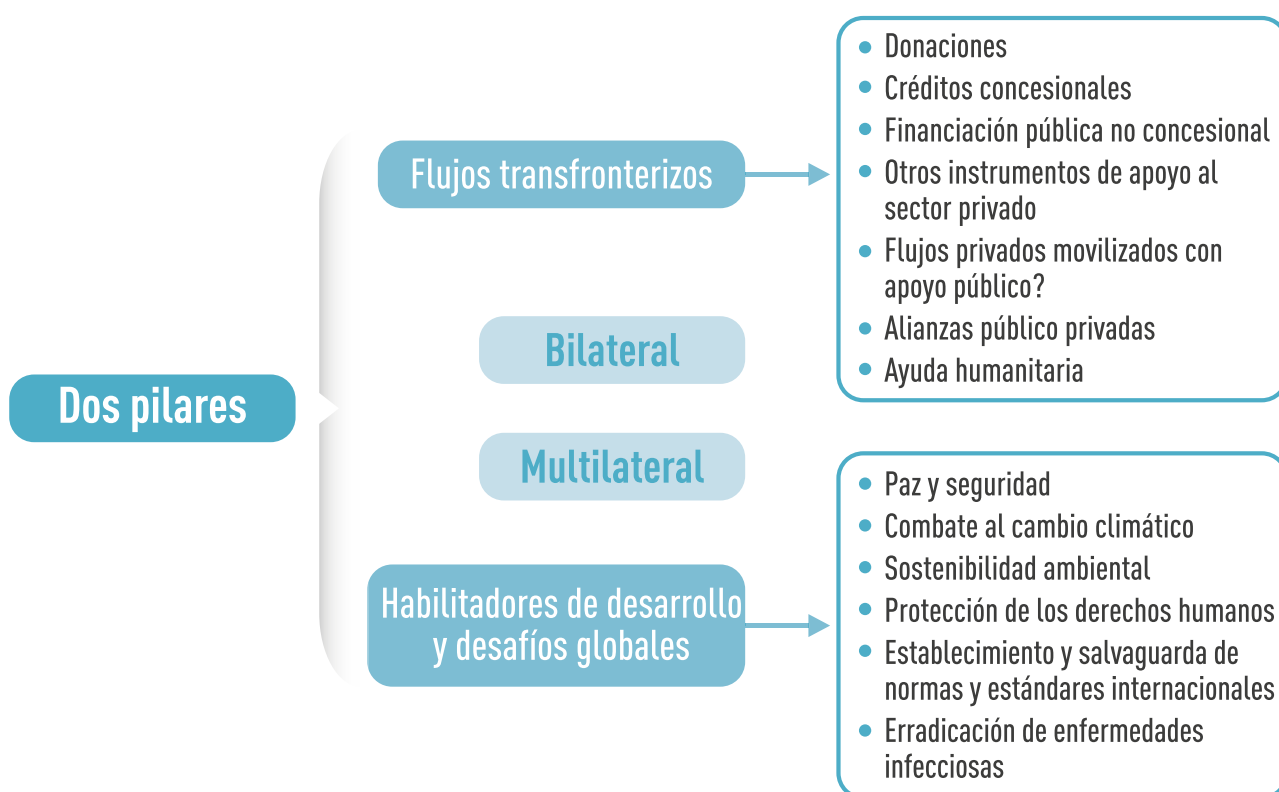 Dos pilares
Flujos transfronterizos
Bilateral
Multilateral
Habilitadores de desarrollo
y desafíos globales
Donaciones
Créditos concesionales
Financiación pública no concesional
Otros instrumentos de apoyo al
sector privado
Flujos privados movilizados con
apoyo público?
Alianzas público privadas
Ayuda humanitaria
Paz y seguridad
Combate al cambio climático
Sostenibilidad ambiental
Protección de los derechos humanos
Establecimiento y salvaguarda de
normas y estándares internacionales
Erradicación de enfermedades
infecciosas